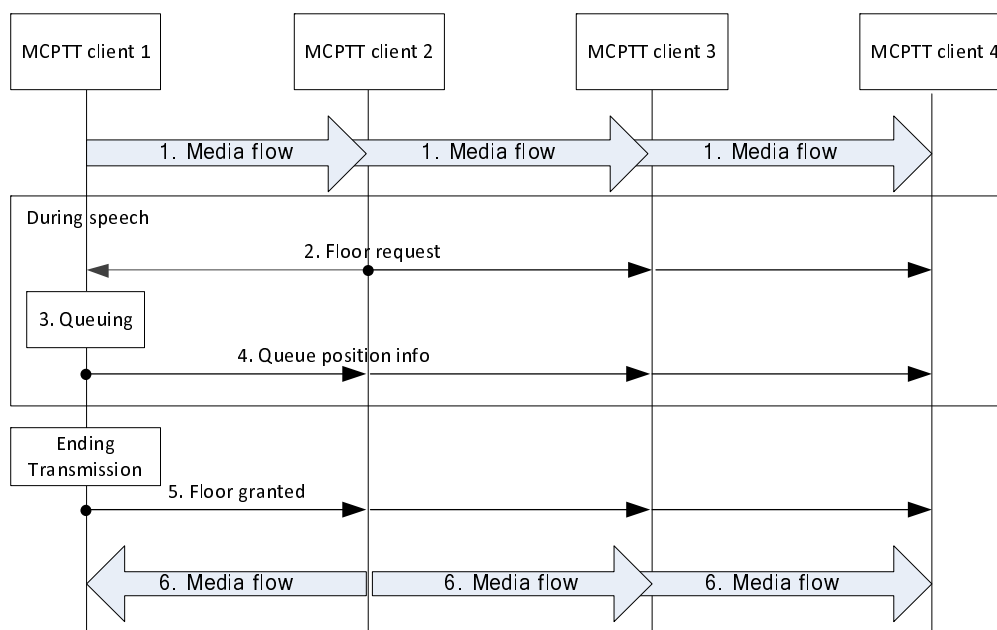 MCPTT client 1
MCPTT client 2
MCPTT client 3
MCPTT client 4
1. Media flow
1. Media flow
1. Media flow
During speech
2. Floor request
3. Queuing
4. Queue position info
Ending
Transmission
5. Floor granted
6. Media flow
6. Media flow
6. Media flow